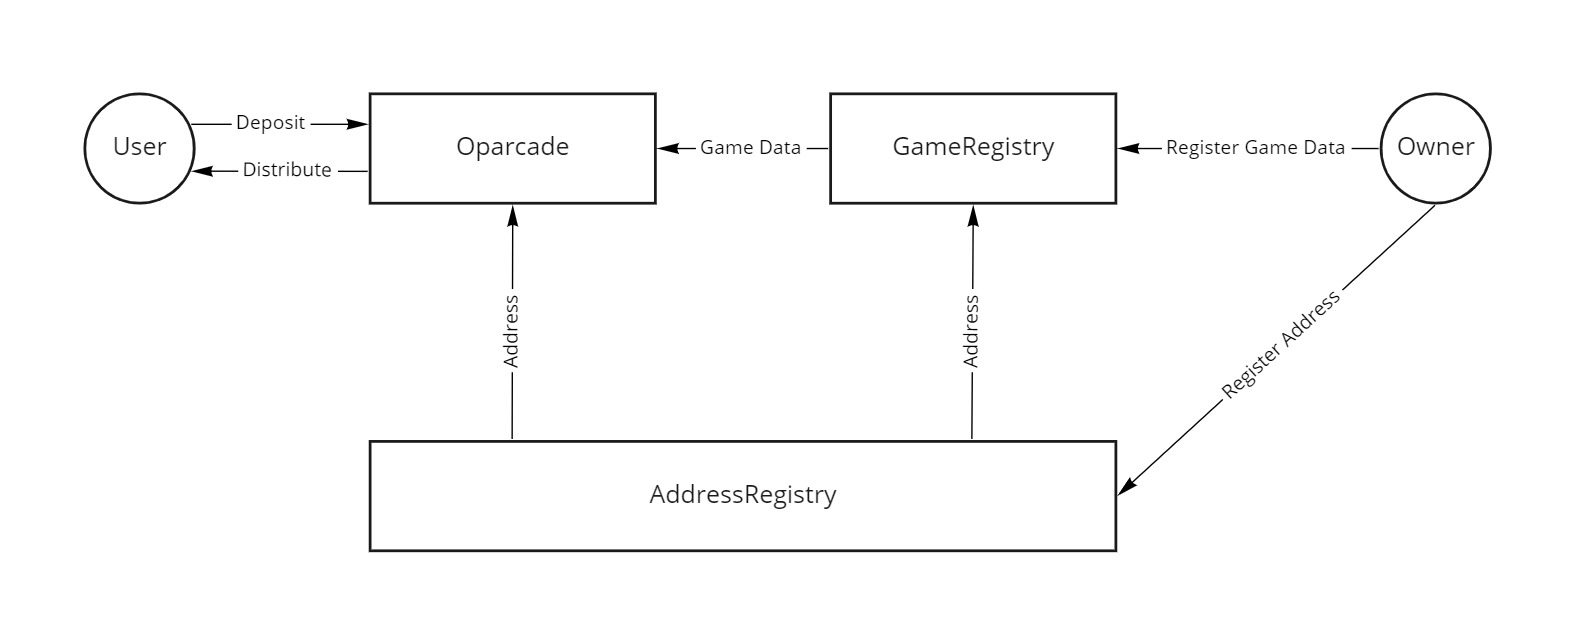 Deposit
User
Distribute
Oparcade
Game Data
GameRegistry
Register Game Data
Owner
Address
Address
Register Address
AddressRegistry